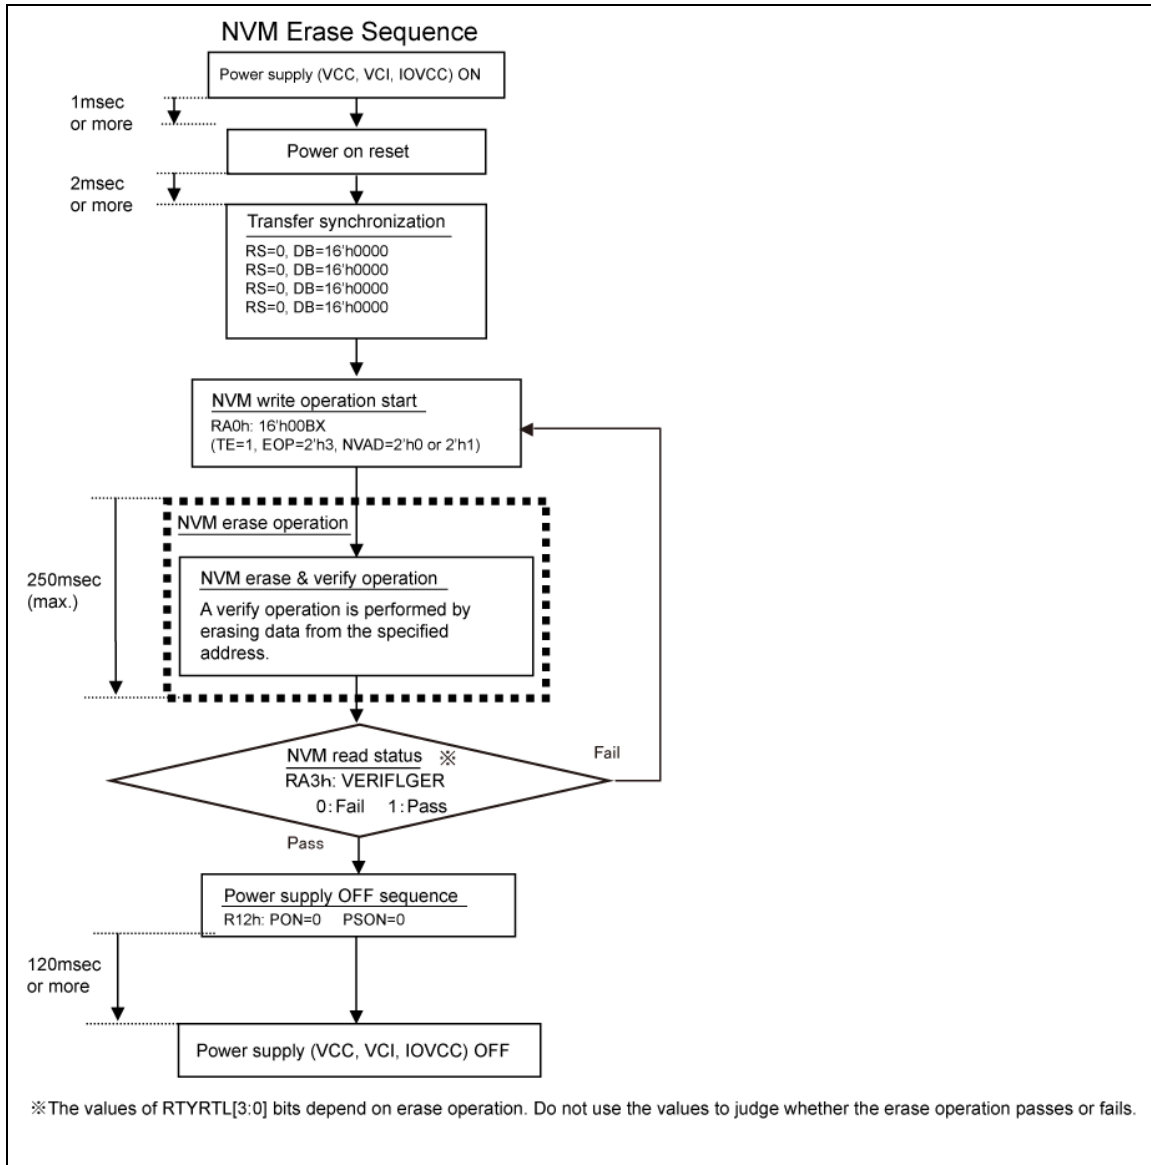 NVM Erase Sequence
Power supply (VCC, VCI, IOVCC) ON
1msec
or more
Power on reset
2msec
or more
Transfer synchronization
RS=0, DB=16'h0000
RS=0, DB=16'h0000
RS=0, DB=16'h0000
RS=0, DB=16'h0000
NVM write operation start
RA0h: 16'h00BX
(TE=1, EOP=2'h3, NVAD=2'h0 or 2'h1)
NVM erase operation
250msec
(max.)
NVM erase & verify operation
A verify operation is performed by
erasing data from the specified
address.
NVM read status ※
RA3h: VERIFLGER
0:Fail 1:Pass
Fail
Pass
Power supply OFF sequence
R12h: PON=0 PSON=0
120msec
or more
Power supply (VCC, VCI, IOVCC) OFF
※The values of RTYRTL[3:0] bits depend on erase operation. Do not use the values to judge whether the erase operation passes or fails.